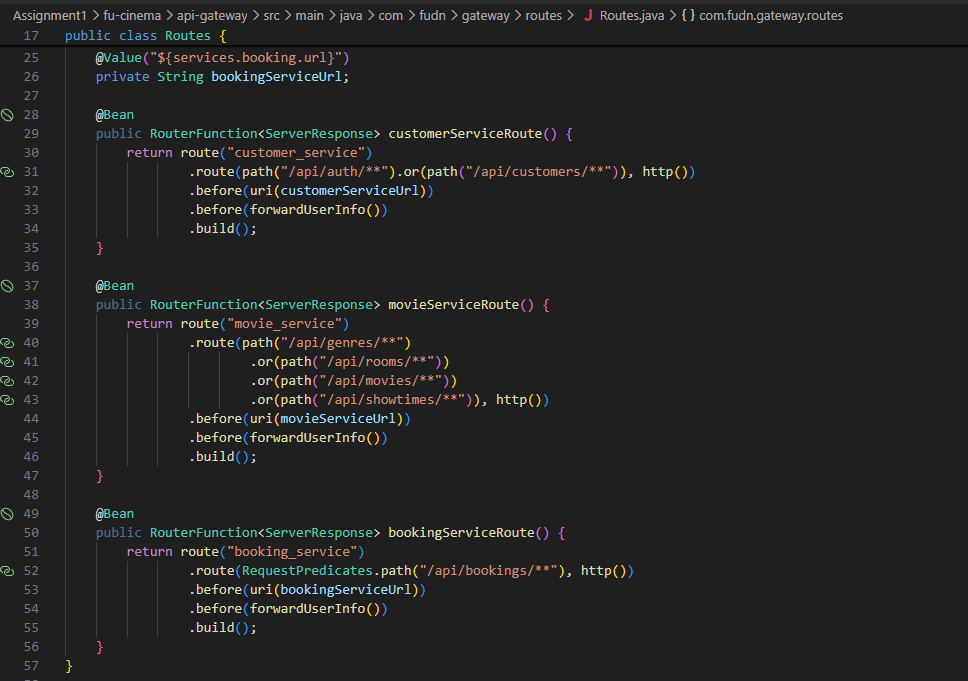 Assignment1 > fu-cinema > api-gateway > src > main > java > com > fudn > gateway > routes > J Routes.java > {} com.fudn.gateway.routes
17 public class Routes {
25     @Value("${services.booking.url}")
26     private String bookingServiceUrl;
27
28     @Bean
29     public RouterFunction<ServerResponse> customerServiceRoute() {
30         return route("customer_service")
31                 .route(path("/api/auth/**").or(path("/api/customers/**")), http())
32                 .before(uri(customerServiceUrl))
33                 .before(forwardUserInfo())
34                 .build();
35     }
36
37     @Bean
38     public RouterFunction<ServerResponse> movieServiceRoute() {
39         return route("movie_service")
40                 .route(path("/api/genres/**")
41                         .or(path("/api/rooms/**"))
42                         .or(path("/api/movies/**"))
43                         .or(path("/api/showtimes/**")), http())
44                 .before(uri(movieServiceUrl))
45                 .before(forwardUserInfo())
46                 .build();
47     }
48
49     @Bean
50     public RouterFunction<ServerResponse> bookingServiceRoute() {
51         return route("booking_service")
52                 .route(RequestPredicates.path("/api/bookings/**"), http())
53                 .before(uri(bookingServiceUrl))
54                 .before(forwardUserInfo())
55                 .build();
56     }
57 }